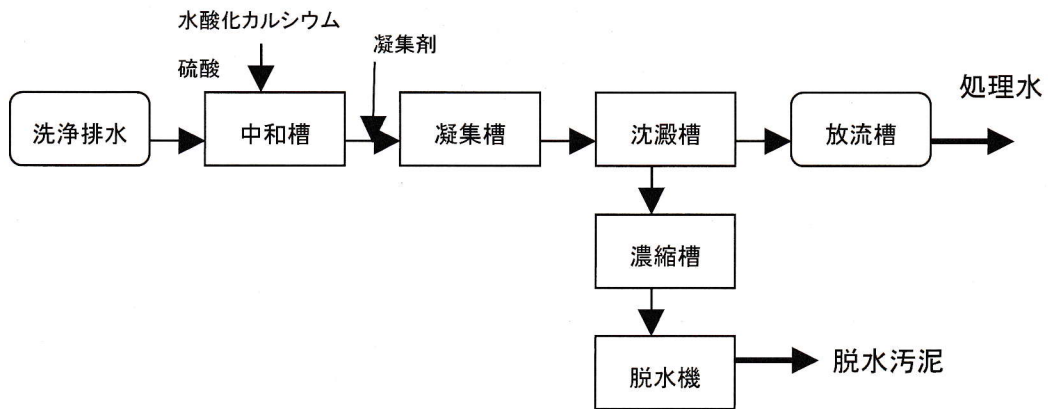 水酸化カルシウム
硫酸
凝集剤
洗浄排水
中和槽
凝集槽
沈澱槽
放流槽
処理水
濃縮槽
脱水機
脱水汚泥